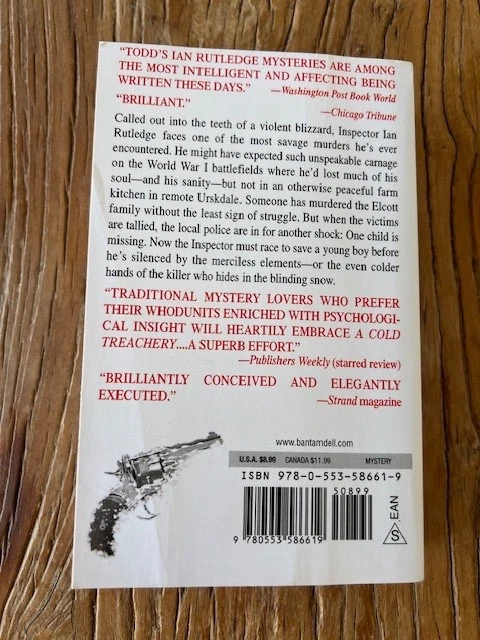 “TODD’S IAN RUTLEDGE MYSTERIES ARE AMONG
THE MOST INTELLIGENT AND AFFECTING BEING
WRITTEN THESE DAYS.” —Washington Post Book World
“BRILLIANT.” —Chicago Tribune
Called out into the teeth of a violent blizzard, Inspector Ian
Rutledge faces one of the most savage murders he’s ever
encountered. He might have expected such unspeakable carnage
on the World War I battlefields where he’d lost much of his
soul—and his sanity—but not in an otherwise peaceful farm
kitchen in remote Urskdale. Someone has murdered the Elcott
family without the least sign of struggle. But when the victims
are tallied, the local police are in for another shock: One child is
missing. Now the Inspector must race to save a young boy before
he’s silenced by the merciless elements—or the even colder
hands of the killer who hides in the blinding snow.
“TRADITIONAL MYSTERY LOVERS WHO PREFER
THEIR WHODUNITS ENRICHED WITH PSYCHOLOGI-
CAL INSIGHT WILL HEARTILY EMBRACE A COLD
TREACHERY....A SUPERB EFFORT.”
—Publishers Weekly (starred review)
“BRILLIANTLY CONCEIVED AND ELEGANTLY
EXECUTED.” —Strand magazine
www.bantamdell.com
U.S.A. $8.99 CANADA $11.99 MYSTERY
ISBN 978-0-553-58661-9
50899
9 780553 586619
S EAN